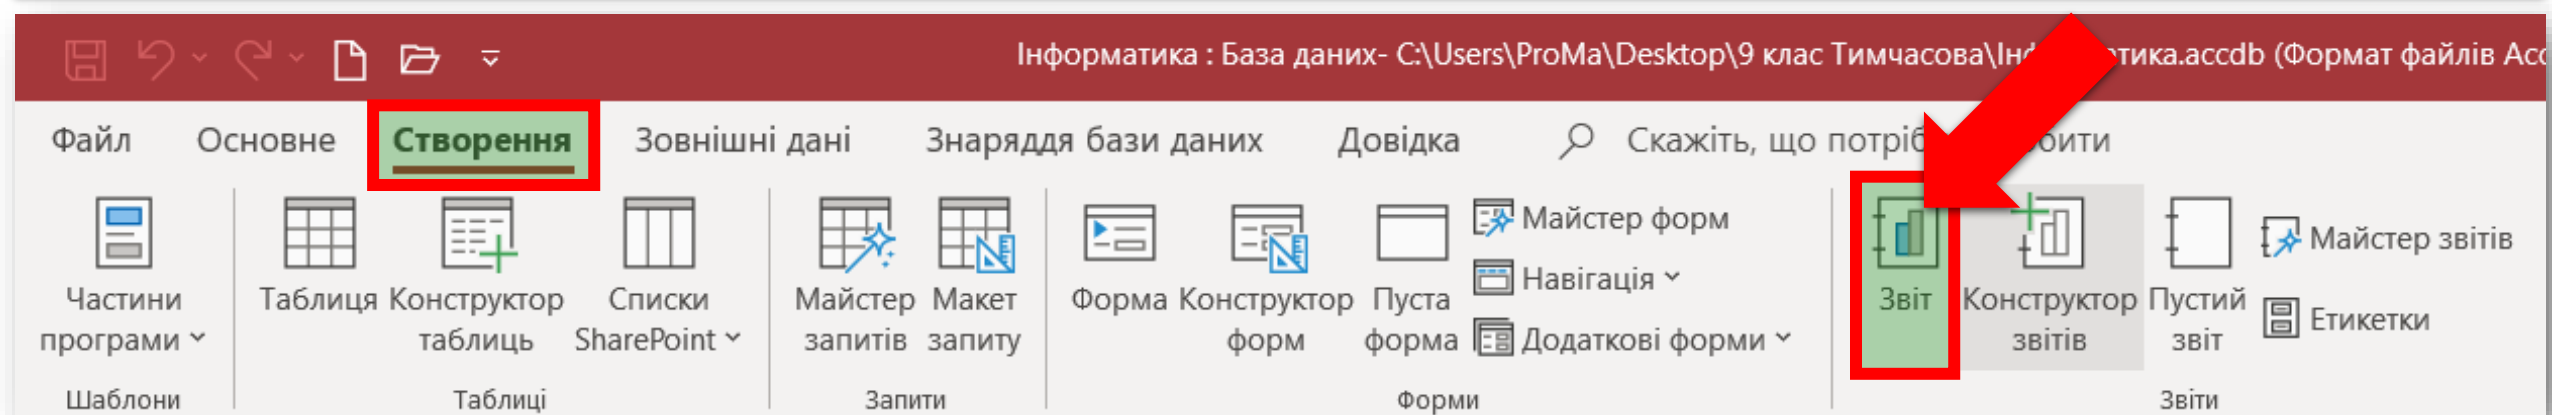 Інформатика : База даних- C:\Users\ProMa\Desktop\9 клас Тимчасова\Ін тика.accdb (Формат файлів Acc
Файл Основне Створення Зовнішні дані Знаряддя бази даних Довідка Скажіть, що
Частини програми
Таблиця
Конструктор таблиць
Списки SharePoint
Майстер запитів
Макет запиту
Форма
Конструктор форм
Пуста форма
Майстер форм
Навігація
Додаткові форми
Звіт
Конструктор звітів
Пустий звіт
Майстер звітів
Етикетки
Шаблони Таблиці Запити Форми Звіти